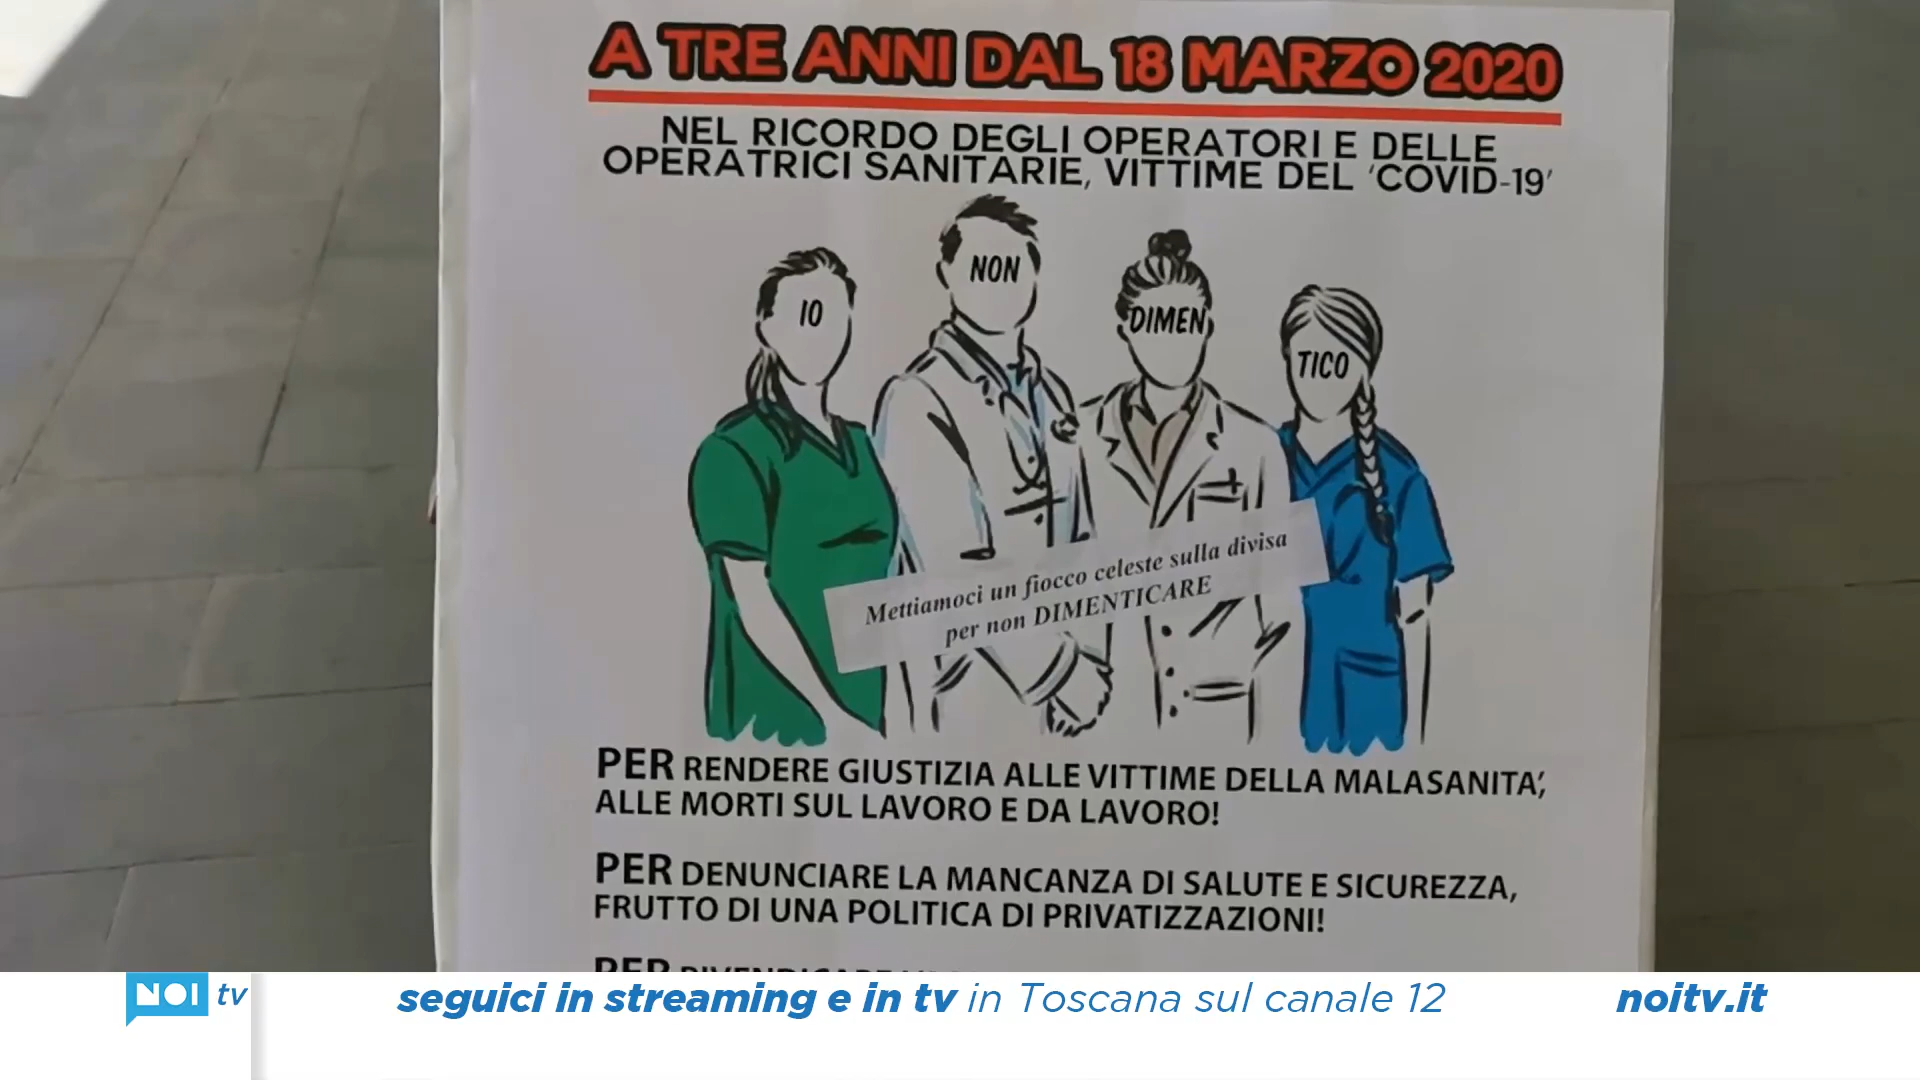 A TRE ANNI DAL 18 MARZO 2020
NEL RICORDO DEGLI OPERATORI E DELLE
OPERATRICI SANITARIE, VITTIME DEL 'COVID-19'
IO
NON
DIMEN
TICO
Mettiamoci un fiocco celeste sulla divisa
per non DIMENTICARE
PER RENDERE GIUSTIZIA ALLE VITTIME DELLA MALASANITA',
ALLE MORTI SUL LAVORO E DA LAVORO!
PER DENUNCIARE LA MANCANZA DI SALUTE E SICUREZZA,
FRUTTO DI UNA POLITICA DI PRIVATIZZAZIONI!
PER
NOI tv
seguici in streaming e in tv in Toscana sul canale 12
noitv.it